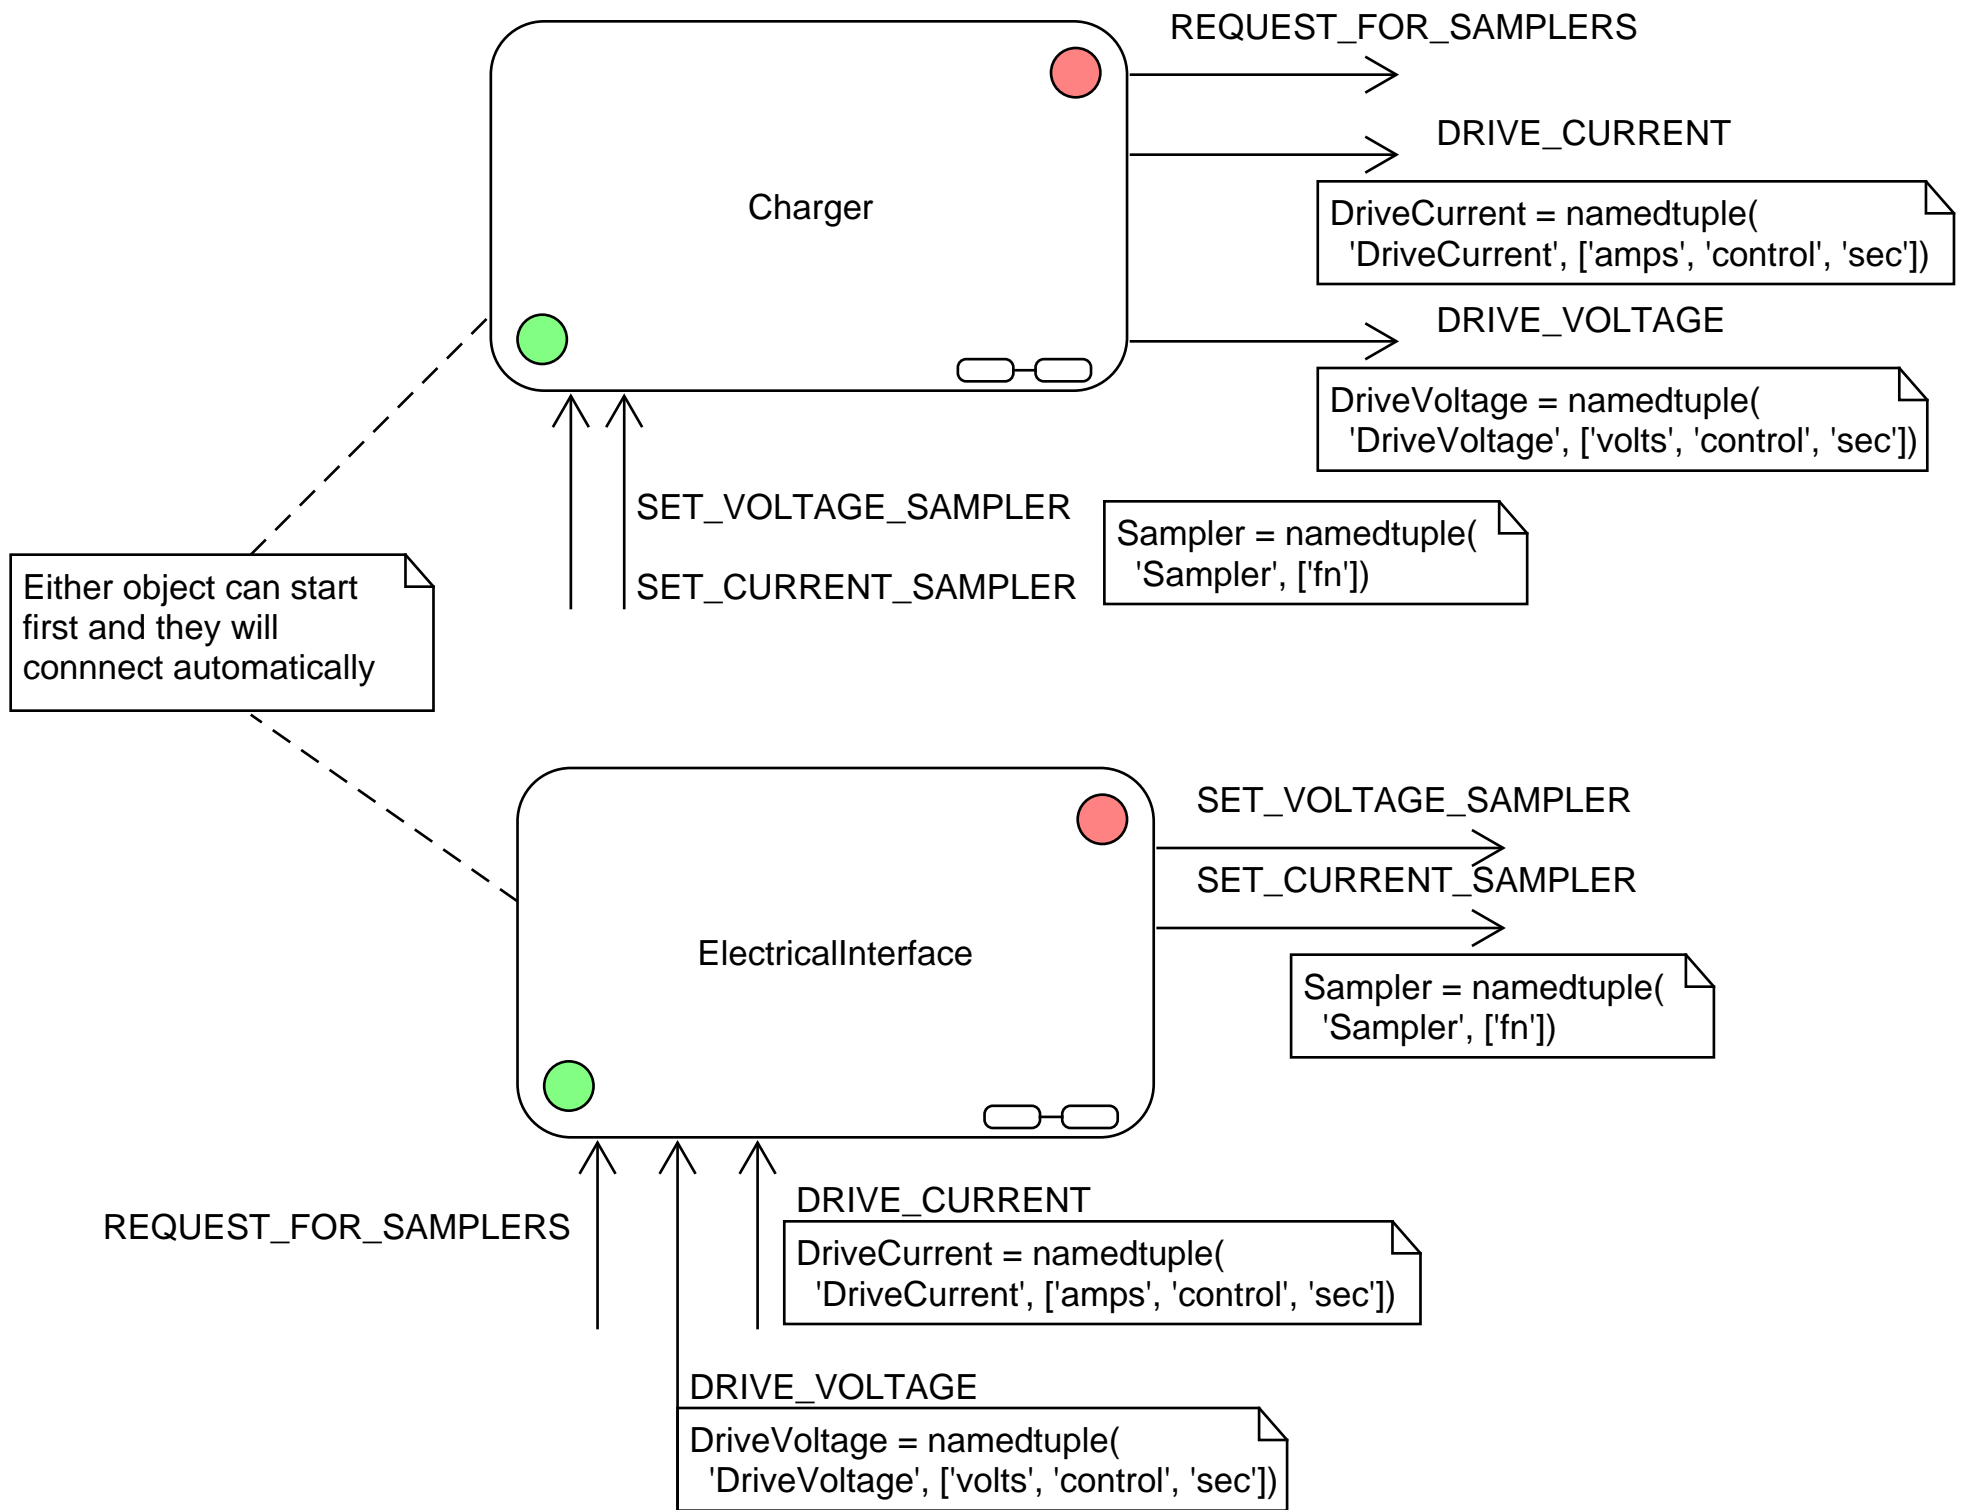 REQUEST_FOR_SAMPLERS
DRIVE_CURRENT
DriveCurrent = namedtuple(
'DriveCurrent', ['amps', 'control', 'sec'])
Charger
DRIVE_VOLTAGE
DriveVoltage = namedtuple(
'DriveVoltage', ['volts', 'control', 'sec'])
SET_VOLTAGE_SAMPLER
SET_CURRENT_SAMPLER
Sampler = namedtuple(
'Sampler', ['fn'])
Either object can start
first and they will
connnect automatically
SET_VOLTAGE_SAMPLER
SET_CURRENT_SAMPLER
ElectricalInterface
Sampler = namedtuple(
'Sampler', ['fn'])
REQUEST_FOR_SAMPLERS
DRIVE_CURRENT
DriveCurrent = namedtuple(
'DriveCurrent', ['amps', 'control', 'sec'])
DRIVE_VOLTAGE
DriveVoltage = namedtuple(
'DriveVoltage', ['volts', 'control', 'sec'])